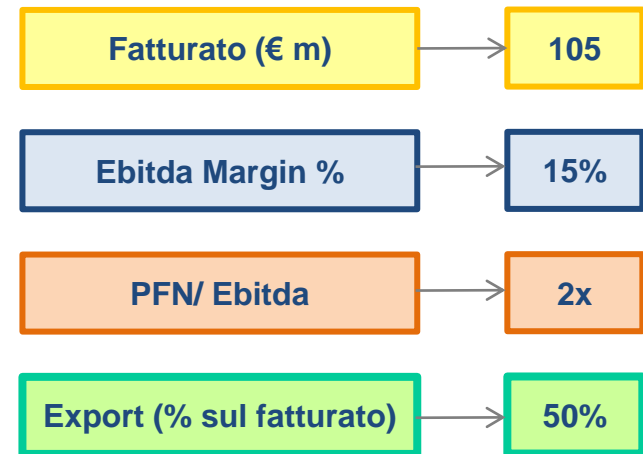 Fatturato (€ m)
105
Ebitda Margin %
15%
PFN/ Ebitda
2x
Export (% sul fatturato)
50%